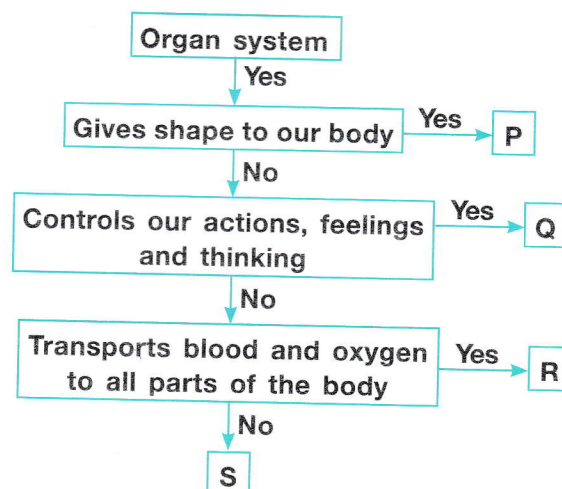 Organ system
Yes
Gives shape to our body
Yes
P
No
Controls our actions, feelings
and thinking
Yes
Q
No
Transports blood and oxygen
to all parts of the body
Yes
R
No
S